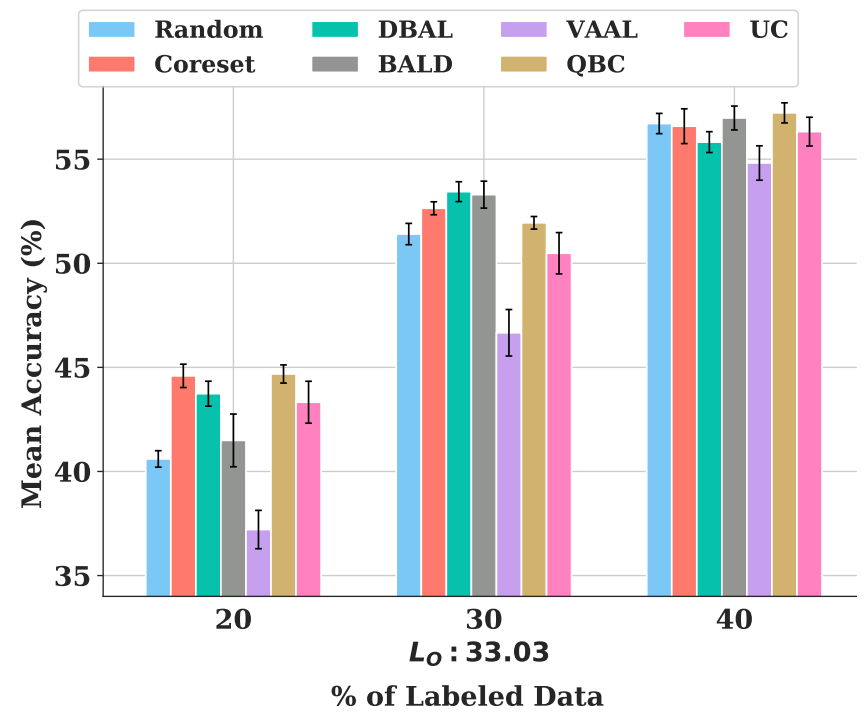 Random DBAL VAAL UC
Coreset BALD QBC
Mean Accuracy (%)
55
50
45
40
35
20 30 40
L_O : 33.03
% of Labeled Data